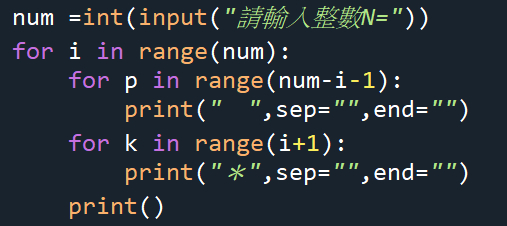 num =int(input("請輸入整數N="))
for i in range(num):
    for p in range(num-i-1):
        print("  ",sep="",end="")
    for k in range(i+1):
        print("＊",sep="",end="")
    print()